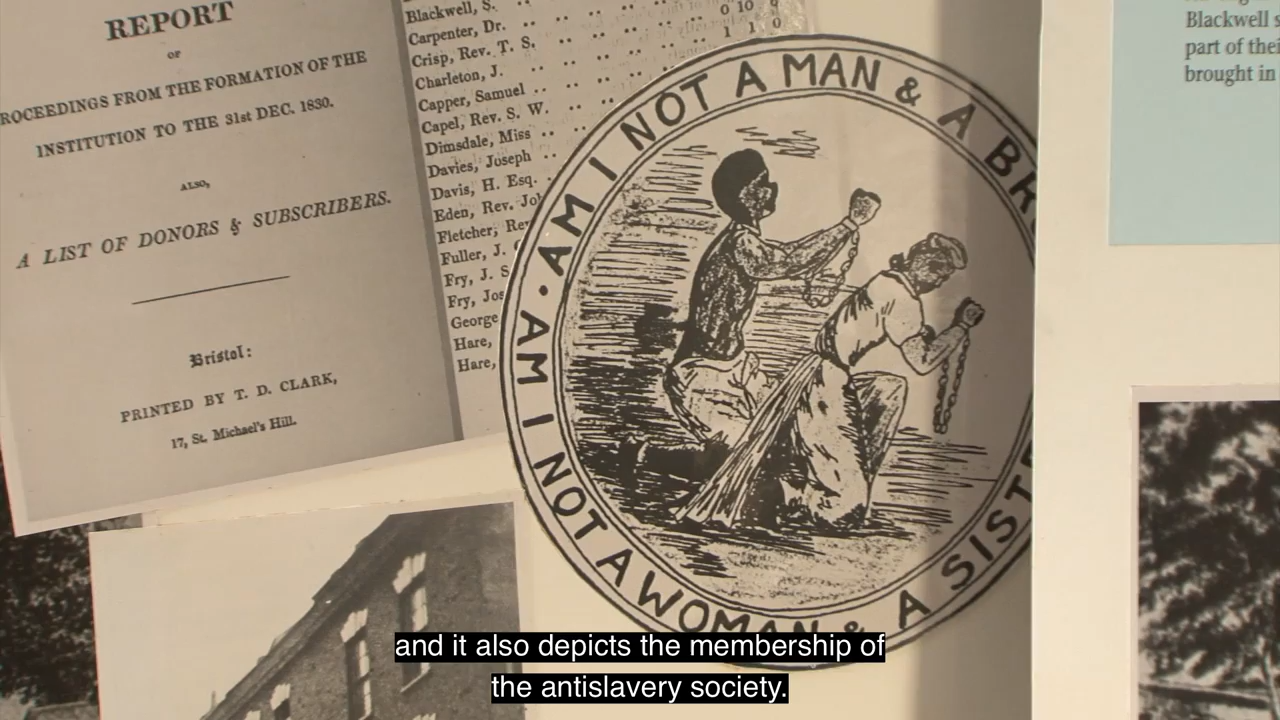 REPORT
OF
ROCEEDINGS FROM THE FORMATION OF THE
INSTITUTION TO THE 31st DEC. 1830.
ALSO,
A LIST OF DONORS & SUBSCRIBERS.
Bristol:
PRINTED BY T. D. CLARK,
17, St. Michael's Hill.
Blackwell, S. .. .. .. 0 10
Carpenter, Dr. .. .. .. 1 1 0
Crisp, Rev. T. S. .. ..
Charleton, J. .. .. ..
Capper, Samuel .. ..
Capel, Rev. S. W. ..
Dimsdale, Miss ..
Davies, Joseph ..
Davis, H. Esq. .
Eden, Rev. Jo
Fletcher, Re
Fuller, J.
Fry, J. S
Fry, Jos
George
Hare,
Hare,
· AM I NOT A MAN & A BR
AM I NOT A WOMAN & A SIST
Blackwell s
part of thei
brought in
and it also depicts the membership of
the antislavery society.